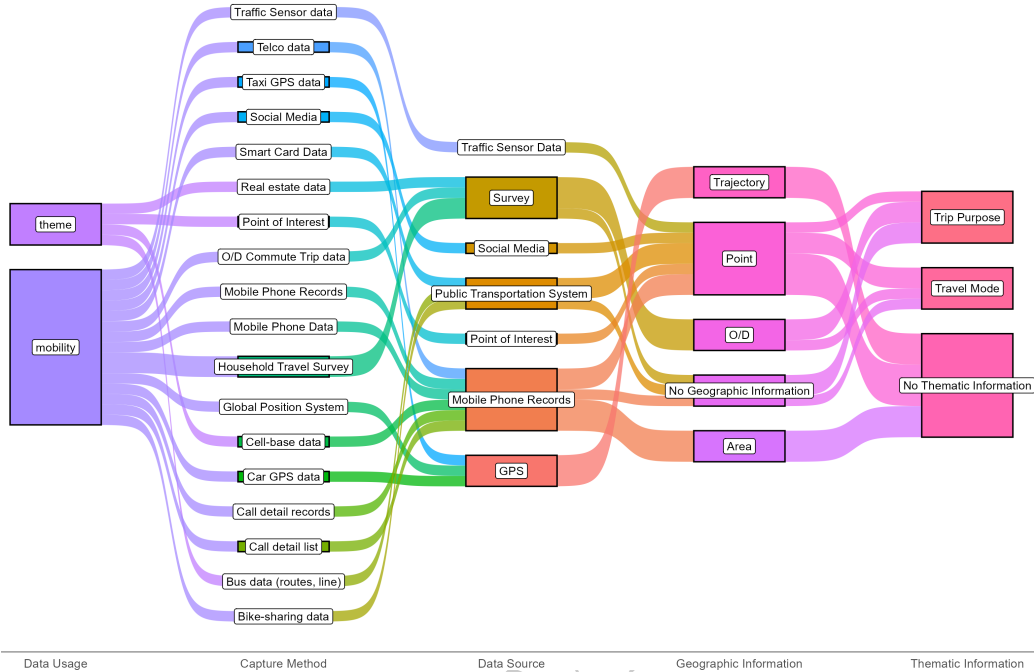 Traffic Sensor data
Telco data
Taxi GPS data
Social Media
Smart Card Data
Real estate data
Point of Interest
O/D Commute Trip data
Mobile Phone Records
Mobile Phone Data
Household Travel Survey
Global Position System
Cell-base data
Car GPS data
Call detail records
Call detail list
Bus data (routes, line)
Bike-sharing data
theme
mobility
Traffic Sensor Data
Survey
Social Media
Public Transportation System
Point of Interest
Mobile Phone Records
GPS
Trajectory
Point
O/D
No Geographic Information
Area
Trip Purpose
Travel Mode
No Thematic Information
Data Usage
Capture Method
Data Source
Geographic Information
Thematic Information